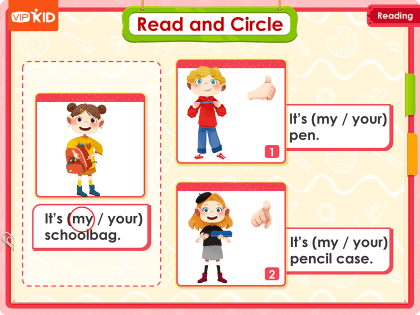 VIPKID
Read and Circle
Reading
It's (my / your)
schoolbag.
1
It's (my / your)
pen.
2
It's (my / your)
pencil case.